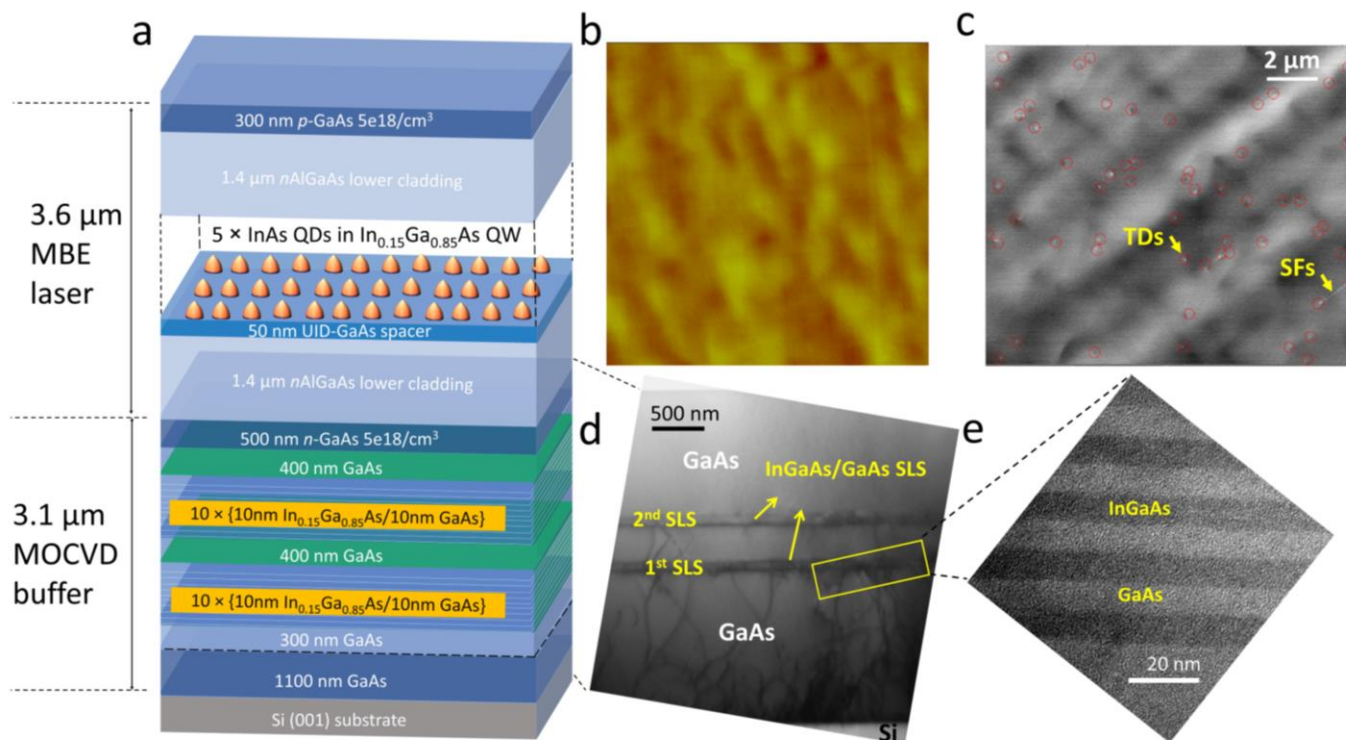 a
3.6 μm
MBE
laser
3.1 μm
MOCVD
buffer
300 nm p-GaAs 5e18/cm³
1.4 μm nAlGaAs lower cladding
5 × InAs QDs in In₀.₁₅Ga₀.₈₅As QW
50 nm UID-GaAs spacer
1.4 μm nAlGaAs lower cladding
500 nm n-GaAs 5e18/cm³
400 nm GaAs
10 × {10nm In₀.₁₅Ga₀.₈₅As/10nm GaAs}
400 nm GaAs
10 × {10nm In₀.₁₅Ga₀.₈₅As/10nm GaAs}
300 nm GaAs
1100 nm GaAs
Si (001) substrate
b
c
2 μm
TDs
SFs
d
500 nm
GaAs
InGaAs/GaAs SLS
2ⁿᵈ SLS
1ˢᵗ SLS
GaAs
Si
e
InGaAs
GaAs
20 nm